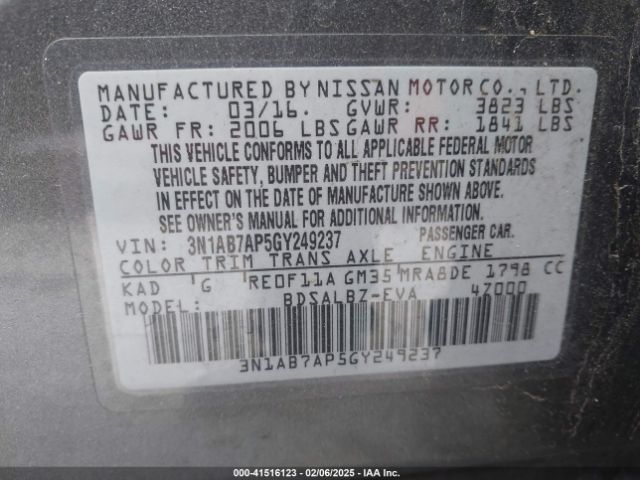 MANUFACTURED BY NISSAN MOTOR CO., LTD.
DATE: 03/16. GVWR: 3823 LBS
GAWR FR: 2006 LBS GAWR RR: 1841 LBS
THIS VEHICLE CONFORMS TO ALL APPLICABLE FEDERAL MOTOR
VEHICLE SAFETY, BUMPER AND THEFT PREVENTION STANDARDS
IN EFFECT ON THE DATE OF MANUFACTURE SHOWN ABOVE.
SEE OWNER'S MANUAL FOR ADDITIONAL INFORMATION.
VIN: 3N1AB7AP5GY249237 PASSENGER CAR.
COLOR TRIM TRANS AXLE ENGINE
KAD G RE0F11A GM35 MRA8DE 1798 CC
MODEL: BDSALBZ-EVA 4Z000
3N1AB7AP5GY249237
000-41516123 - 02/06/2025 - IAA, Inc.